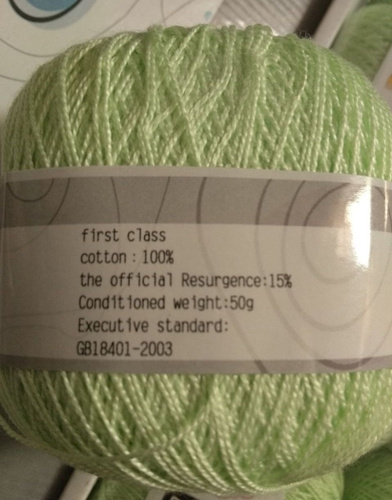 first class
cotton : 100%
the official Resurgence:15%
Conditioned weight:50g
Executive standard:
GB18401-2003